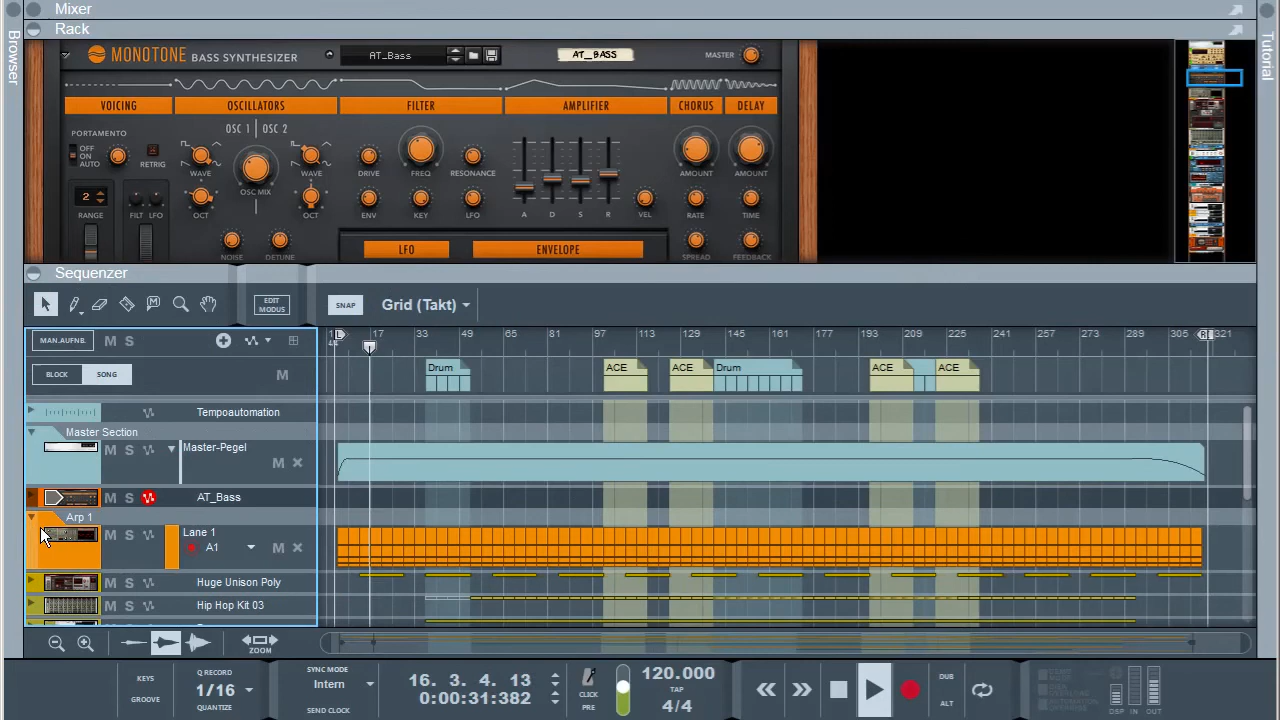 Mixer
Rack
Browser
Tutorial
MONOTONE BASS SYNTHESIZER
AT_Bass
AT_BASS
MASTER
VOICING
OSCILLATORS
FILTER
AMPLIFIER
CHORUS
DELAY
PORTAMENTO
OFF
ON
AUTO
RETRIG
OSC 1 OSC 2
WAVE
OSC MIX
WAVE
DRIVE
FREQ
RESONANCE
AMOUNT
AMOUNT
2
RANGE
FILT LFO
OCT
OCT
ENV
KEY
LFO
A D S R
VEL
RATE
TIME
NOISE
DETUNE
LFO
ENVELOPE
SPREAD
FEEDBACK
Sequenzer
EDIT
MODUS
SNAP
Grid (Takt)
MAN.AUFN.
M S
1 17 33 49 65 81 97 113 129 145 161 177 193 209 225 241 257 273 289 305 321
4/4
L
R
BLOCK
SONG
M
Drum
ACE
ACE
Drum
ACE
ACE
Tempoautomation
Master Section
M S
Master-Pegel
M
M S
AT_Bass
Arp 1
M S
Lane 1
A1
M
Huge Unison Poly
M S
Hip Hop Kit 03
M S
ZOOM
KEYS
GROOVE
Q RECORD
1/16
QUANTIZE
SYNC MODE
Intern
SEND CLOCK
16. 3. 4. 13
0:00:31:382
CLICK
PRE
120.000
TAP
4/4
DUB
ALT
DSP IN OUT